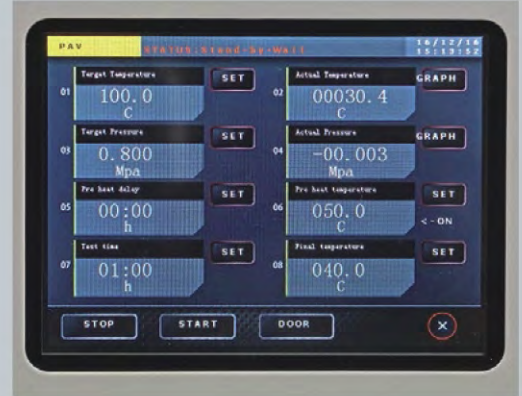 PAV STATUS:Stand-by-Wait 16/12/16
15:13:52
01 Target Temperature 100.0 C SET
02 Actual Temperature 00030.4 C GRAPH
03 Target Pressure 0.800 Mpa SET
04 Actual Pressure -00.003 Mpa GRAPH
05 Pre heat delay 00:00 h SET
06 Pre heat temperature 050.0 C SET
<-ON
07 Test time 01:00 h SET
08 Final temperature 040.0 C SET
STOP START DOOR X